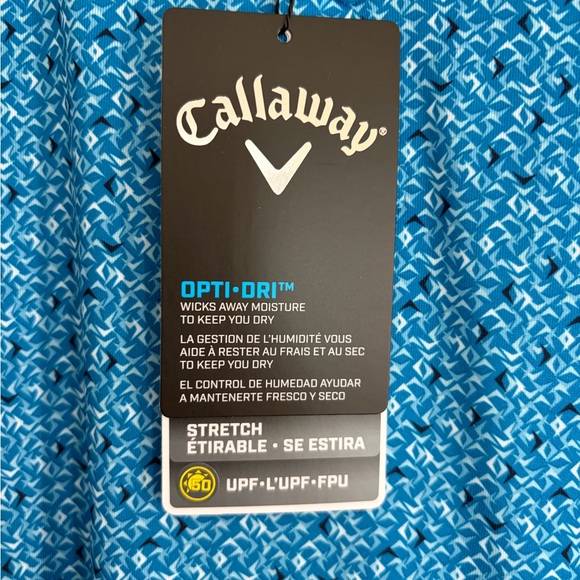 Callaway®
OPTI•DRI™
WICKS AWAY MOISTURE
TO KEEP YOU DRY
LA GESTION DE L'HUMIDITÉ VOUS
AIDE À RESTER AU FRAIS ET AU SEC
TO KEEP YOU DRY
EL CONTROL DE HUMEDAD AYUDAR
A MANTENERTE FRESCO Y SECO
STRETCH
ÉTIRABLE • SE ESTIRA
50 UPF•L'UPF•FPU